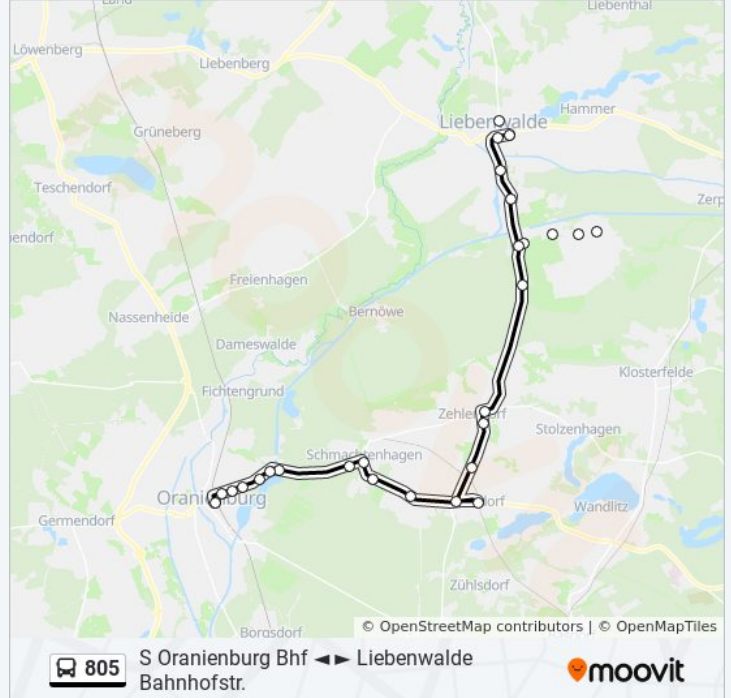 Liebenthal
Löwenberg
Liebenberg
Hammer
Liebenwalde
Grüneberg
Teschendorf
Zerp
endorf
Freienhagen
Nassenheide
Bernöwe
Dameswalde
Klosterfelde
Fichtengrund
Zehlendorf
Stolzenhagen
Schmachtenhagen
Oranienburg
dorf
Wandlitz
Germendorf
Zühlsdorf
© OpenStreetMap contributors | © OpenMapTiles
Borgsdorf
805
S Oranienburg Bhf ◄ ► Liebenwalde
Bahnhofstr.
moovit